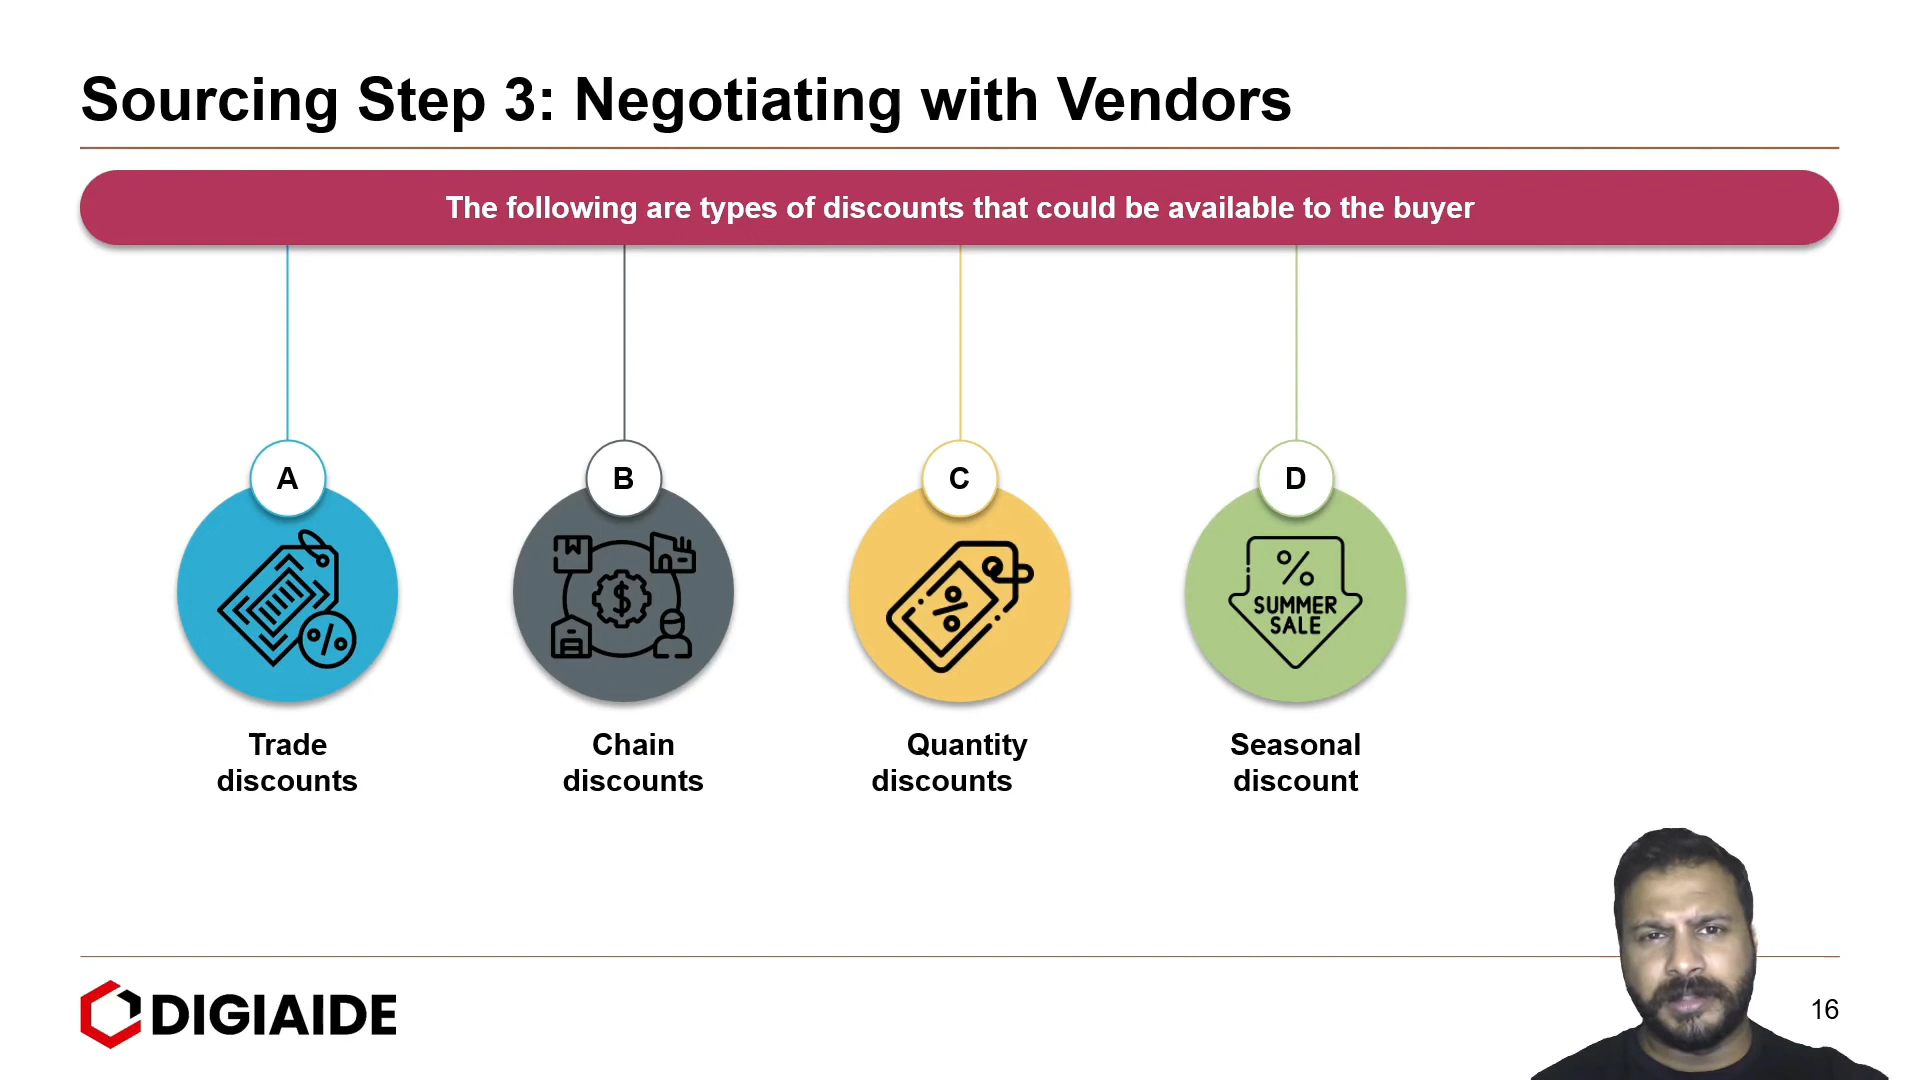 Sourcing Step 3: Negotiating with Vendors
The following are types of discounts that could be available to the buyer
A
B
C
D
%
%
$
%
SUMMER
SALE
Trade
discounts
Chain
discounts
Quantity
discounts
Seasonal
discount
DIGIAIDE
16